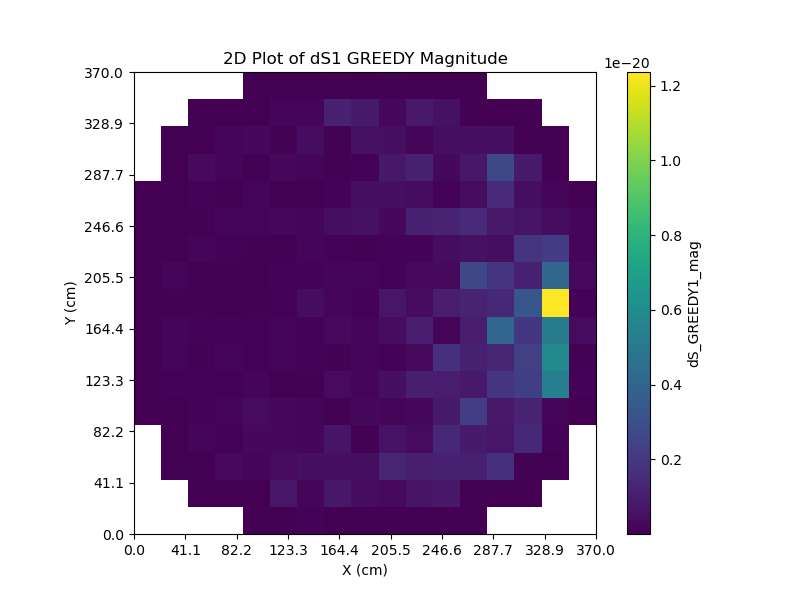 2D Plot of dS1 GREEDY Magnitude
1e−20
370.0
328.9
287.7
246.6
205.5
164.4
123.3
82.2
41.1
0.0
Y (cm)
0.0 41.1 82.2 123.3 164.4 205.5 246.6 287.7 328.9 370.0
X (cm)
1.2
1.0
0.8
0.6
0.4
0.2
dS_GREEDY1_mag